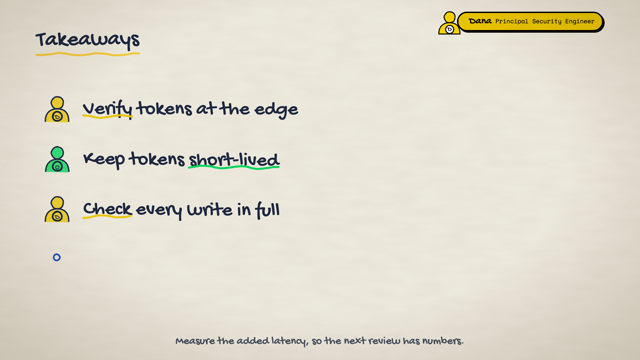 Dana Principal Security Engineer
Takeaways
Verify tokens at the edge
Keep tokens short-lived
Check every write in full
Measure the added latency, so the next review has numbers.